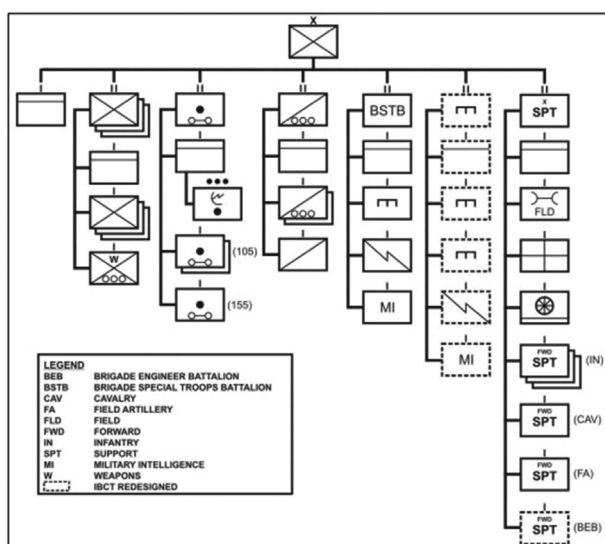 X
I II II II II II II
BSTB
X
SPT
I I I I I I I
I I I I I I
FLD
●●●
W
I
(105)
I
(155)
MI
MI
FWD
SPT
(IN)
FWD
SPT
(CAV)
FWD
SPT
(FA)
FWD
SPT
(BEB)
LEGEND
BEB BRIGADE ENGINEER BATTALION
BSTB BRIGADE SPECIAL TROOPS BATTALION
CAV CAVALRY
FA FIELD ARTILLERY
FLD FIELD
FWD FORWARD
IN INFANTRY
SPT SUPPORT
MI MILITARY INTELLIGENCE
W WEAPONS
IBCT REDESIGNED